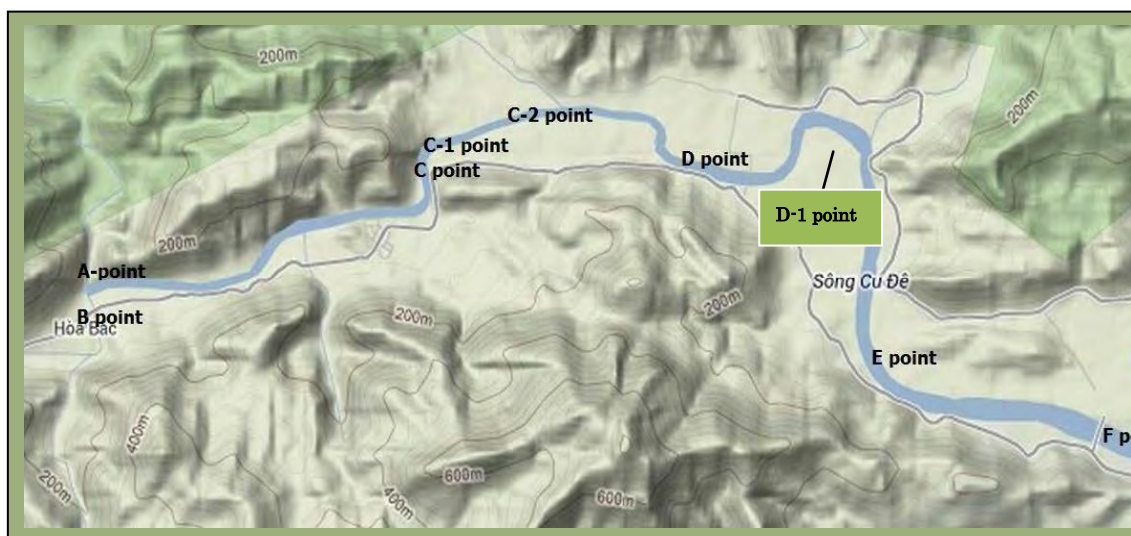 200m
200m
C-2 point
C-1 point
C point
D point
D-1 point
200m
A-point
Sông Cu Đê
200m
B point
Hòa Bắc
200m
E point
400m
F p
600m
200m
400m
600m